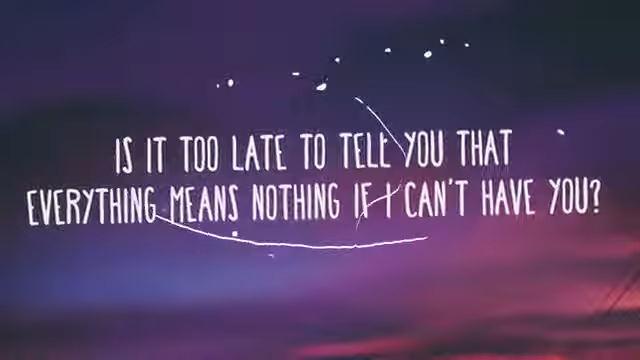 IS IT TOO LATE TO TELL YOU THAT
EVERYTHING MEANS NOTHING IF I CAN'T HAVE YOU?